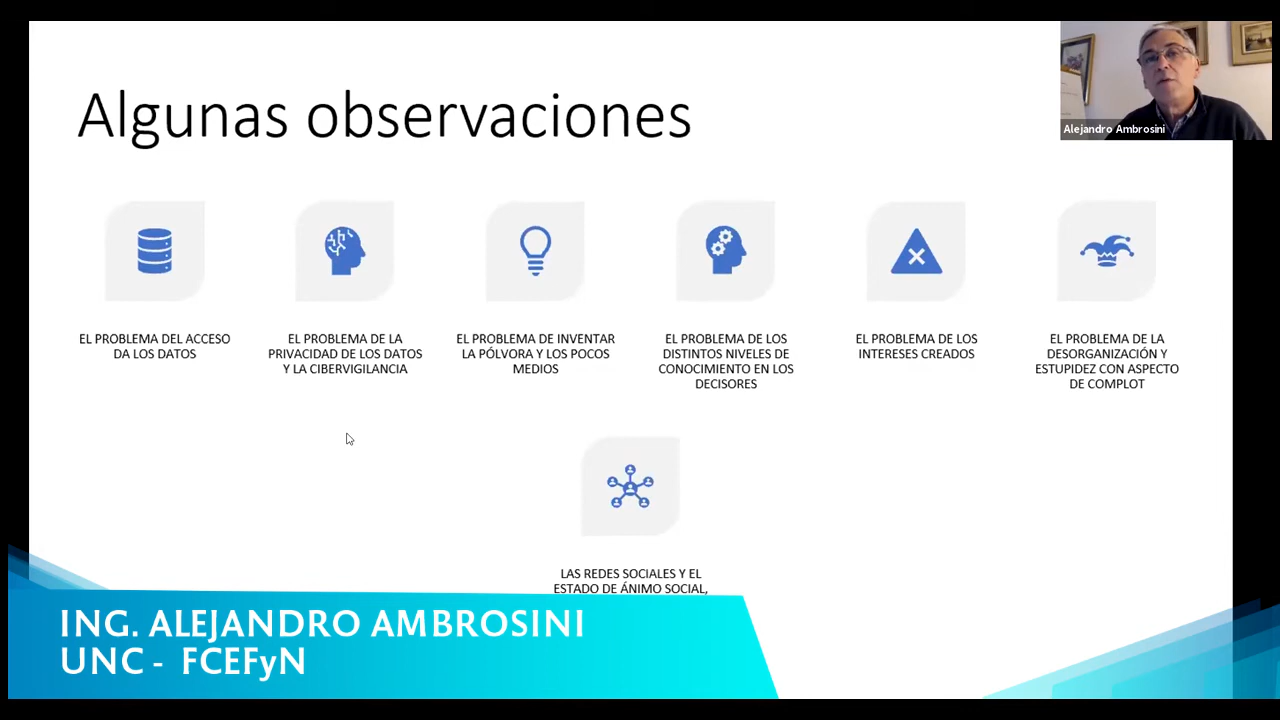 Algunas observaciones
Alejandro Ambrosini
EL PROBLEMA DEL ACCESO
DA LOS DATOS
EL PROBLEMA DE LA
PRIVACIDAD DE LOS DATOS
Y LA CIBERVIGILANCIA
EL PROBLEMA DE INVENTAR
LA PÓLVORA Y LOS POCOS
MEDIOS
EL PROBLEMA DE LOS
DISTINTOS NIVELES DE
CONOCIMIENTO EN LOS
DECISORES
EL PROBLEMA DE LOS
INTERESES CREADOS
EL PROBLEMA DE LA
DESORGANIZACIÓN Y
ESTUPIDEZ CON ASPECTO
DE COMPLOT
LAS REDES SOCIALES Y EL
ESTADO DE ÁNIMO SOCIAL,
ING. ALEJANDRO AMBROSINI
UNC - FCEFyN